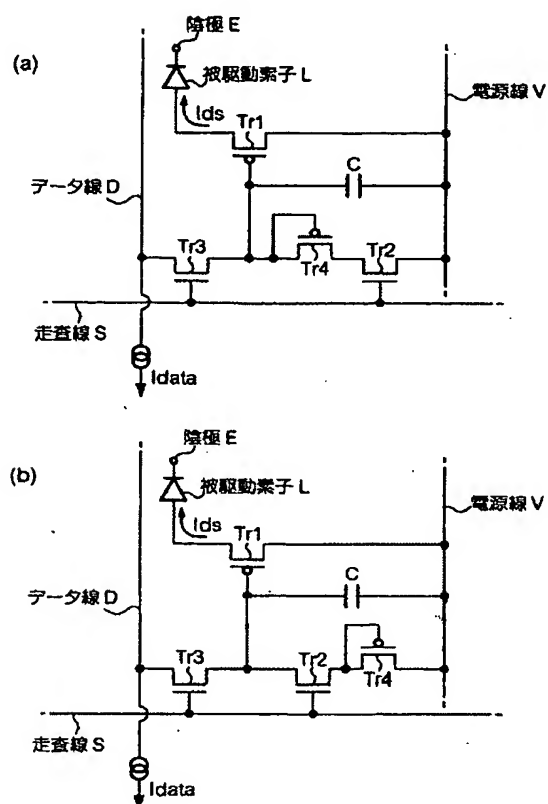 (a)
陰極 E
被駆動素子 L
電源線 V
Ids
Tr1
C
データ線 D
Tr3
Tr4
Tr2
走査線 S
Idata
(b)
陰極 E
被駆動素子 L
電源線 V
Ids
Tr1
C
データ線 D
Tr3
Tr2
Tr4
走査線 S
Idata